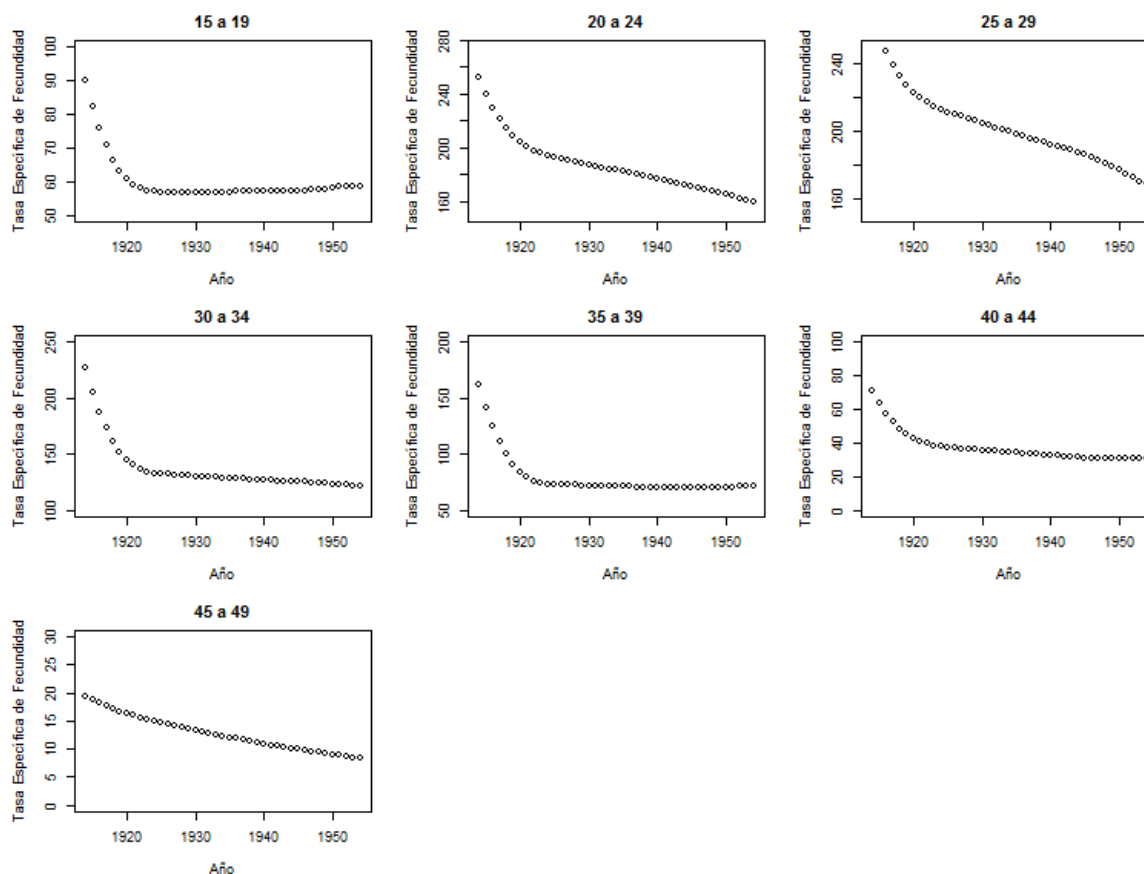 15 a 19
Tasa Específica de Fecundidad
100
90
80
70
60
50
1920
1930
1940
1950
Año
20 a 24
Tasa Específica de Fecundidad
280
240
200
160
1920
1930
1940
1950
Año
25 a 29
Tasa Específica de Fecundidad
240
200
160
1920
1930
1940
1950
Año
30 a 34
Tasa Específica de Fecundidad
250
200
150
100
1920
1930
1940
1950
Año
35 a 39
Tasa Específica de Fecundidad
200
150
100
50
1920
1930
1940
1950
Año
40 a 44
Tasa Específica de Fecundidad
100
80
60
40
20
0
1920
1930
1940
1950
Año
45 a 49
Tasa Específica de Fecundidad
30
25
20
15
10
5
0
1920
1930
1940
1950
Año